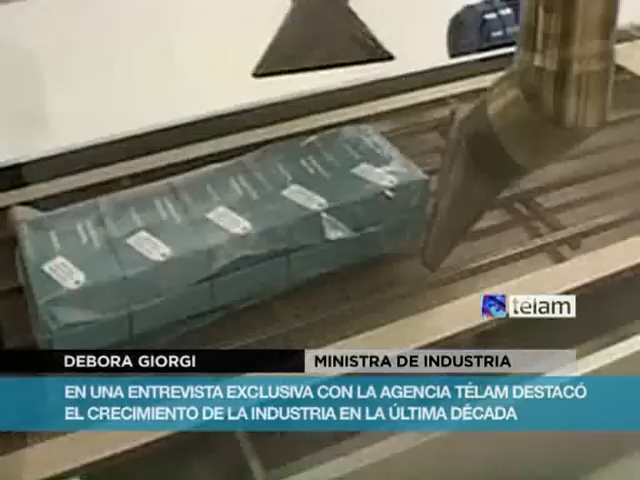 télam
DEBORA GIORGI
MINISTRA DE INDUSTRIA
EN UNA ENTREVISTA EXCLUSIVA CON LA AGENCIA TÉLAM DESTACÓ
EL CRECIMIENTO DE LA INDUSTRIA EN LA ÚLTIMA DÉCADA